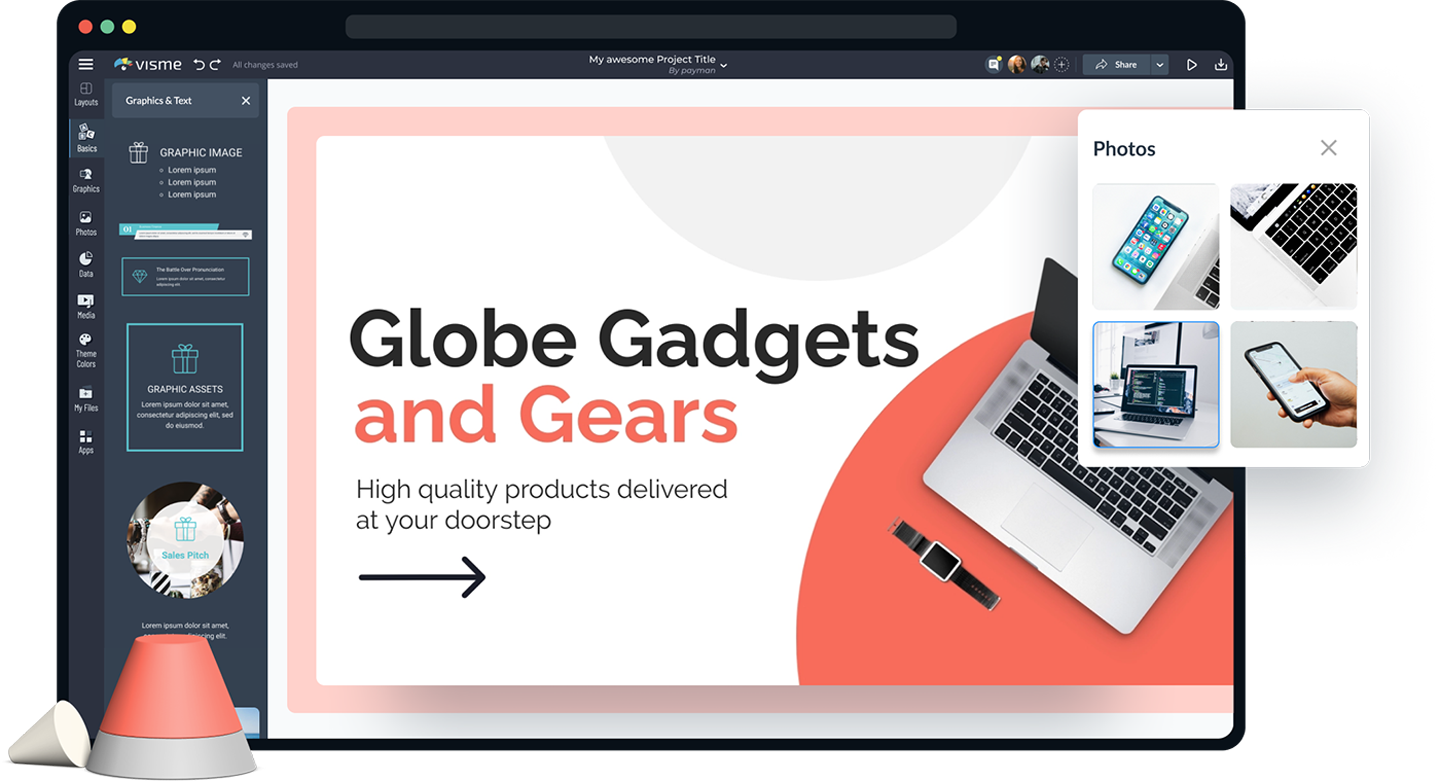 visme
All changes saved
My awesome Project Title
By payman
Share
Layouts
Basics
Graphics
Photos
Data
Media
Theme
Colors
My Files
Apps
Graphics & Text
GRAPHIC IMAGE
Lorem ipsum
Lorem ipsum
Lorem ipsum
01
The Battle Over Pronunciation
Lorem ipsum dolor sit amet, consectetur
adipiscing elit
GRAPHIC ASSETS
Lorem ipsum dolor sit amet,
consectetur adipiscing elit, sed
do eiusmod.
Sales Pitch
Lorem ipsum dolor sit amet,
adipiscing elit.
Globe Gadgets
and Gears
High quality products delivered
at your doorstep
Photos